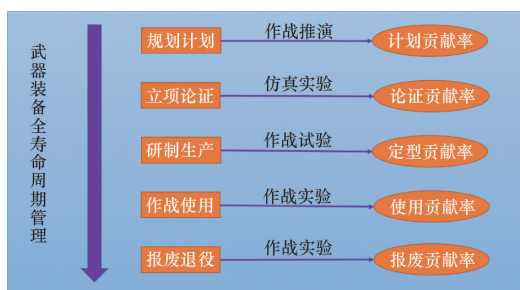 武器装备全寿命周期管理
规划计划
作战推演
计划贡献率
立项论证
仿真实验
论证贡献率
研制生产
作战试验
定型贡献率
作战使用
作战实验
使用贡献率
报废退役
作战实验
报废贡献率